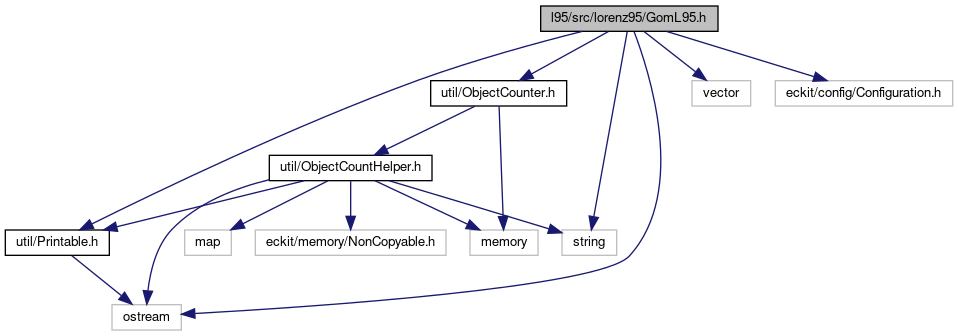 l95/src/lorenz95/GomL95.h
util/ObjectCounter.h
vector
eckit/config/Configuration.h
util/ObjectCountHelper.h
util/Printable.h
map
eckit/memory/NonCopyable.h
memory
string
ostream